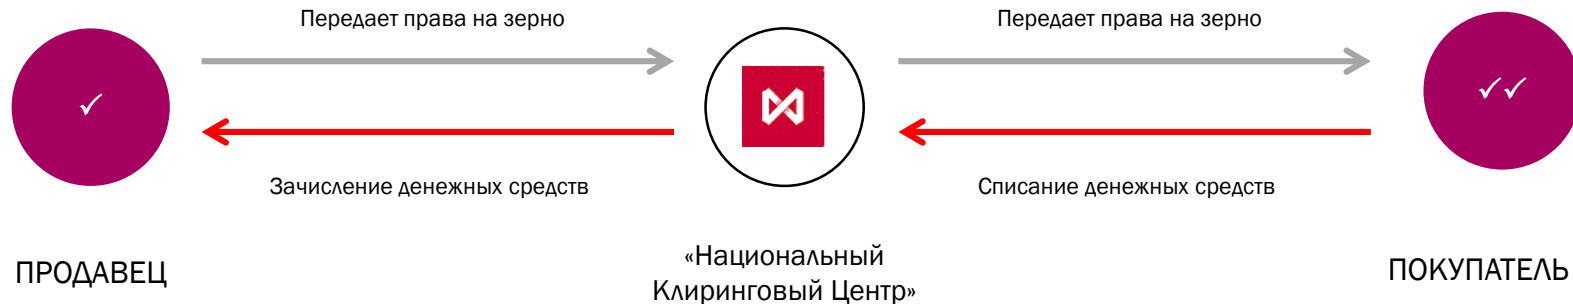 Передает права на зерно
Передает права на зерно
Зачисление денежных средств
Списание денежных средств
ПРОДАВЕЦ
«Национальный
Клиринговый Центр»
ПОКУПАТЕЛЬ